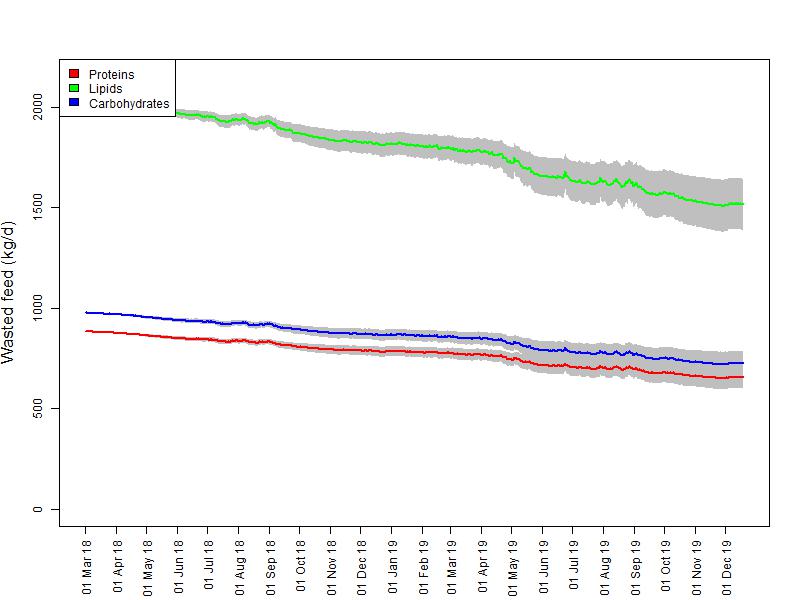 Proteins
Lipids
Carbohydrates
Wasted feed (kg/d)
2000
1500
1000
500
0
01 Mar 18
01 Apr 18
01 May 18
01 Jun 18
01 Jul 18
01 Aug 18
01 Sep 18
01 Oct 18
01 Nov 18
01 Dec 18
01 Jan 19
01 Feb 19
01 Mar 19
01 Apr 19
01 May 19
01 Jun 19
01 Jul 19
01 Aug 19
01 Sep 19
01 Oct 19
01 Nov 19
01 Dec 19